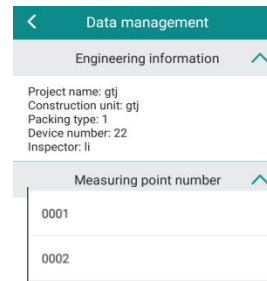 Data management
Engineering information
Project name: gtj
Construction unit: gtj
Packing type: 1
Device number: 22
Inspector: li
Measuring point number
0001
0002